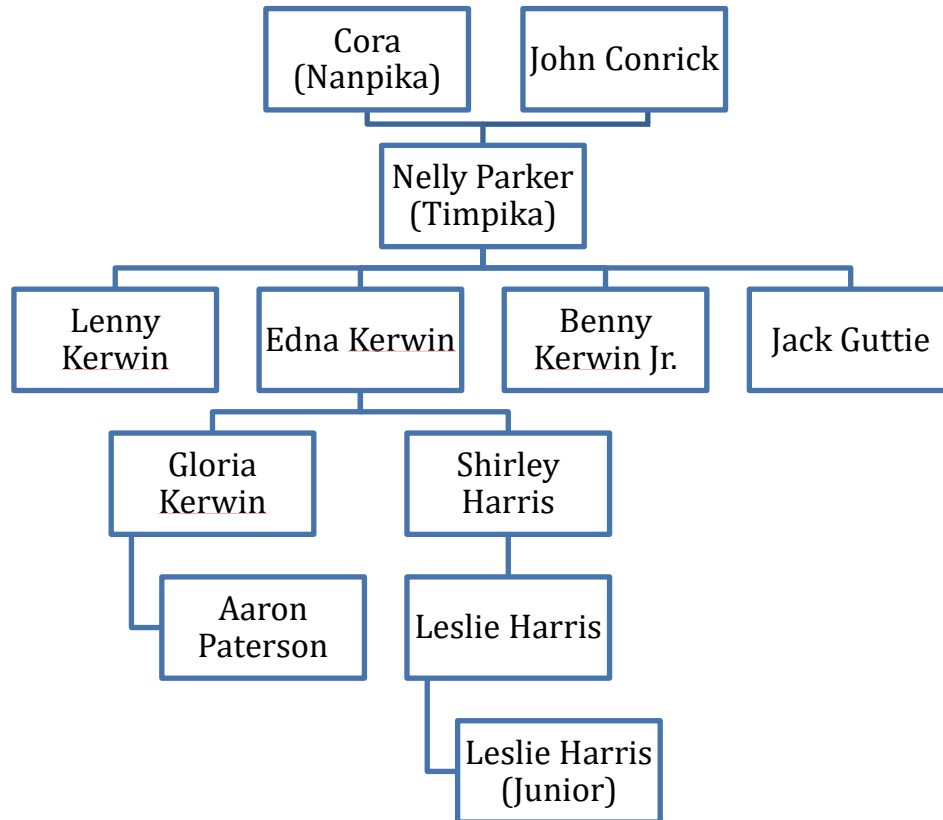 Cora
(Nanpika)
John Conrick
Nelly Parker
(Timpika)
Lenny
Kerwin
Edna Kerwin
Benny
Kerwin Jr.
Jack Guttie
Gloria
Kerwin
Shirley
Harris
Aaron
Paterson
Leslie Harris
Leslie Harris
(Junior)